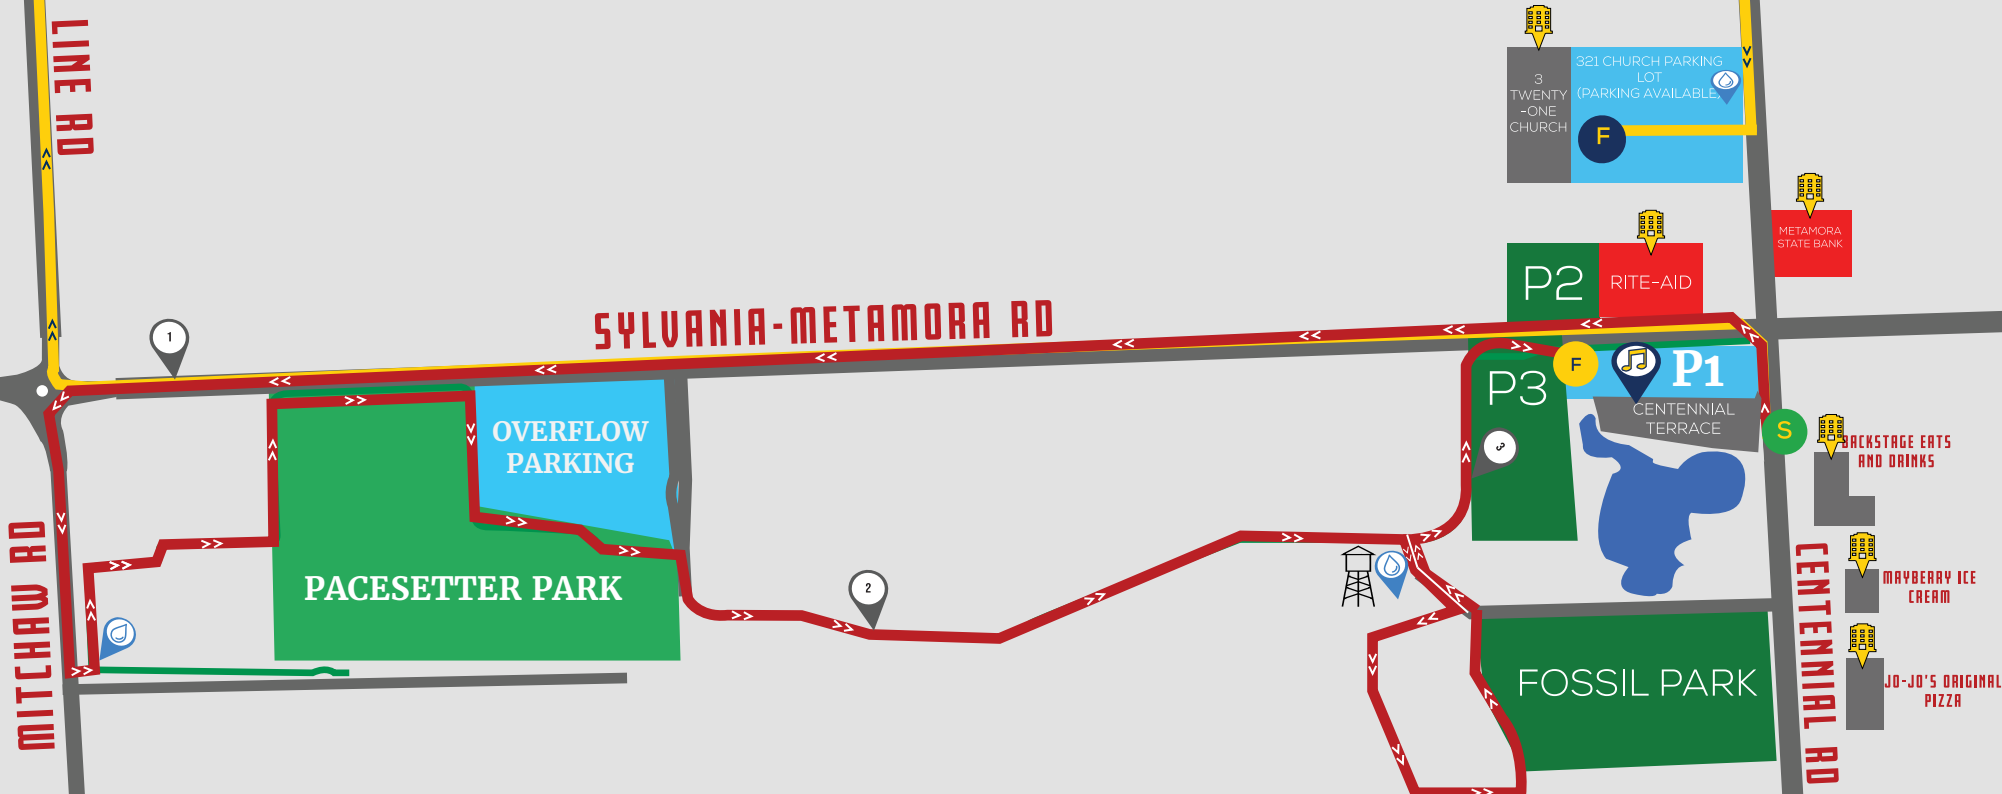 LINE RD
321 CHURCH PARKING
LOT
(PARKING AVAILABLE)
3
TWENTY
-ONE
CHURCH
F
METAMORA
STATE BANK
P2
RITE-AID
SYLVANIA-METAMORA RD
1
F
P1
P3
CENTENNIAL
TERRACE
S
BACKSTAGE EATS
AND DRINKS
OVERFLOW
PARKING
3
PACESETTER PARK
2
MAYBERRY ICE
CREAM
MITCHAW RD
FOSSIL PARK
CENTENNIAL RD
JO-JO'S ORIGINAL
PIZZA